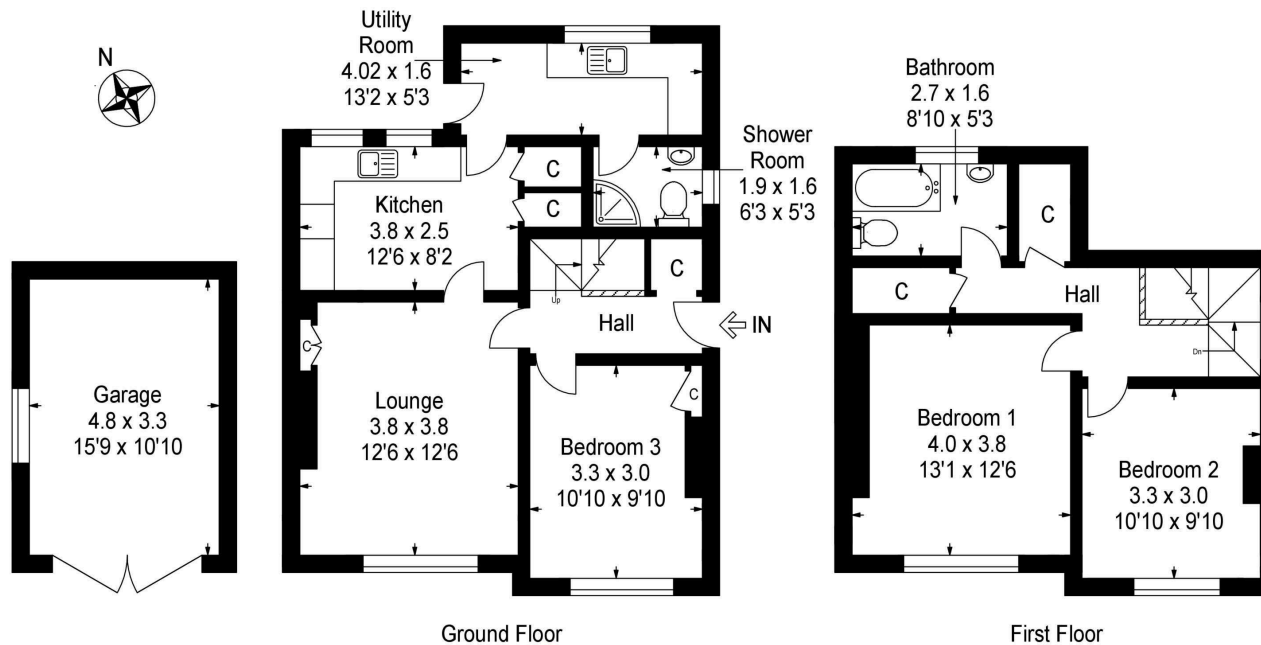 N
Utility
Room
4.02 x 1.6
13'2 x 5'3
Shower
Room
1.9 x 1.6
6'3 x 5'3
C
C
Kitchen
3.8 x 2.5
12'6 x 8'2
C
Up
Hall
IN
C
Lounge
3.8 x 3.8
12'6 x 12'6
C
Bedroom 3
3.3 x 3.0
10'10 x 9'10
Garage
4.8 x 3.3
15'9 x 10'10
Ground Floor
Bathroom
2.7 x 1.6
8'10 x 5'3
C
C
Hall
Dn
Bedroom 1
4.0 x 3.8
13'1 x 12'6
Bedroom 2
3.3 x 3.0
10'10 x 9'10
First Floor